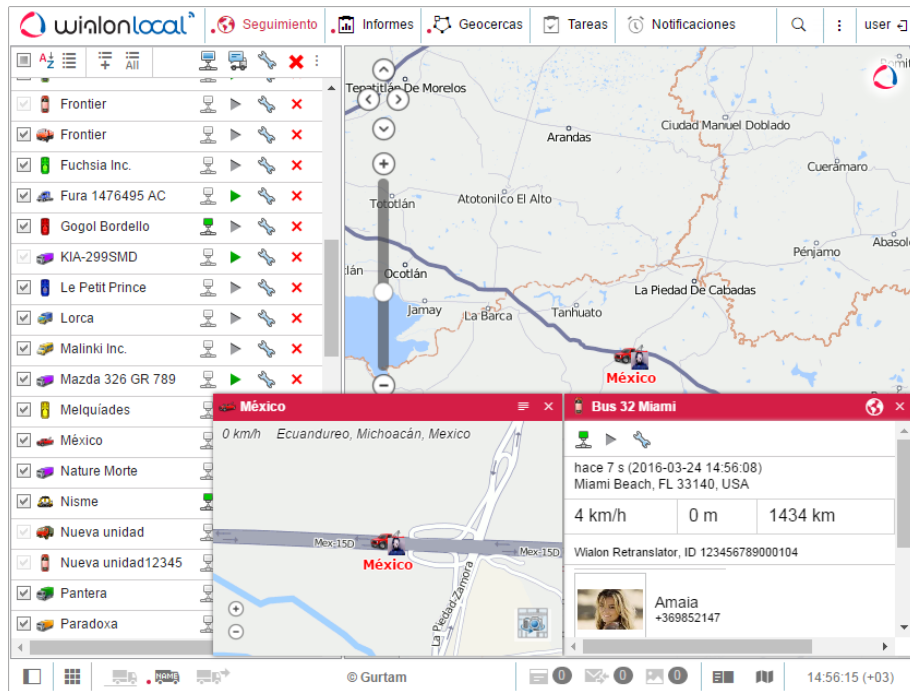 wialon local
Seguimiento
Informes
Geocercas
Tareas
Notificaciones
user
A
Z
All
Frontier
Frontier
Fuchsia Inc.
Fura 1476495 AC
Gogol Bordello
KIA-299SMD
Le Petit Prince
Lorca
Malinki Inc.
Mazda 326 GR 789
Melquíades
México
Nature Morte
Nisme
Nueva unidad
Nueva unidad12345
Pantera
Paradoxa
Tepatitlán De Morelos
Arandas
Ciudad Manuel Doblado
Cuerámaro
Tototlán
Atotonilco El Alto
Abasolo
Pénjamo
tlán
Ocotlán
La Piedad De Cabadas
Jamay
La Barca
Tanhuato
México
México
0 km/h Ecuandureo, Michoacán, Mexico
Mex-15D
Mex-15D
México
La Piedad-Zamora
Bus 32 Miami
hace 7 s (2016-03-24 14:56:08)
Miami Beach, FL 33140, USA
4 km/h 0 m 1434 km
Wialon Retranslator, ID 123456789000104
Amaia
+369852147
NAME
© Gurtam
0 0 0
14:56:15 (+03)